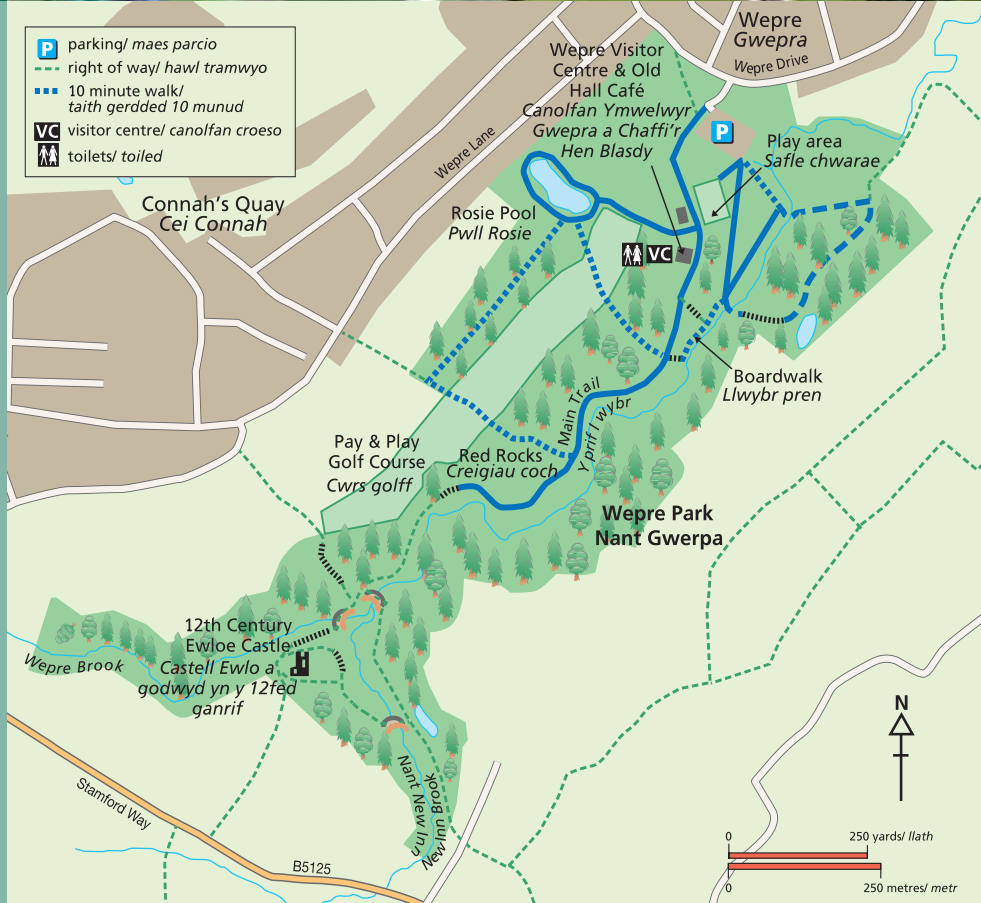 P
parking/ maes parcio
right of way/ hawl tramwyo
10 minute walk/
taith gerdded 10 munud
VC
visitor centre/ canolfan croeso
toilets/ toiled
Wepre
Gwepra
Wepre Drive
Wepre Visitor
Centre & Old
Hall Café
Canolfan Ymwelwyr
Gwepra a Chaffi'r
Hen Blasdy
P
Play area
Safle chwarae
Wepre Lane
Connah's Quay
Cei Connah
Rosie Pool
Pwll Rosie
VC
Boardwalk
Llwybr pren
Main Trail
Y prif l wybr
Pay & Play
Golf Course
Cwrs golff
Red Rocks
Creigiau coch
Wepre Park
Nant Gwerpa
12th Century
Ewloe Castle
Castell Ewlo a
godwyd yn y 12fed
ganrif
Wepre Brook
N
Stamford Way
Nant New Inn
New Inn Brook
B5125
0
250 yards/ llath
0
250 metres/ metr